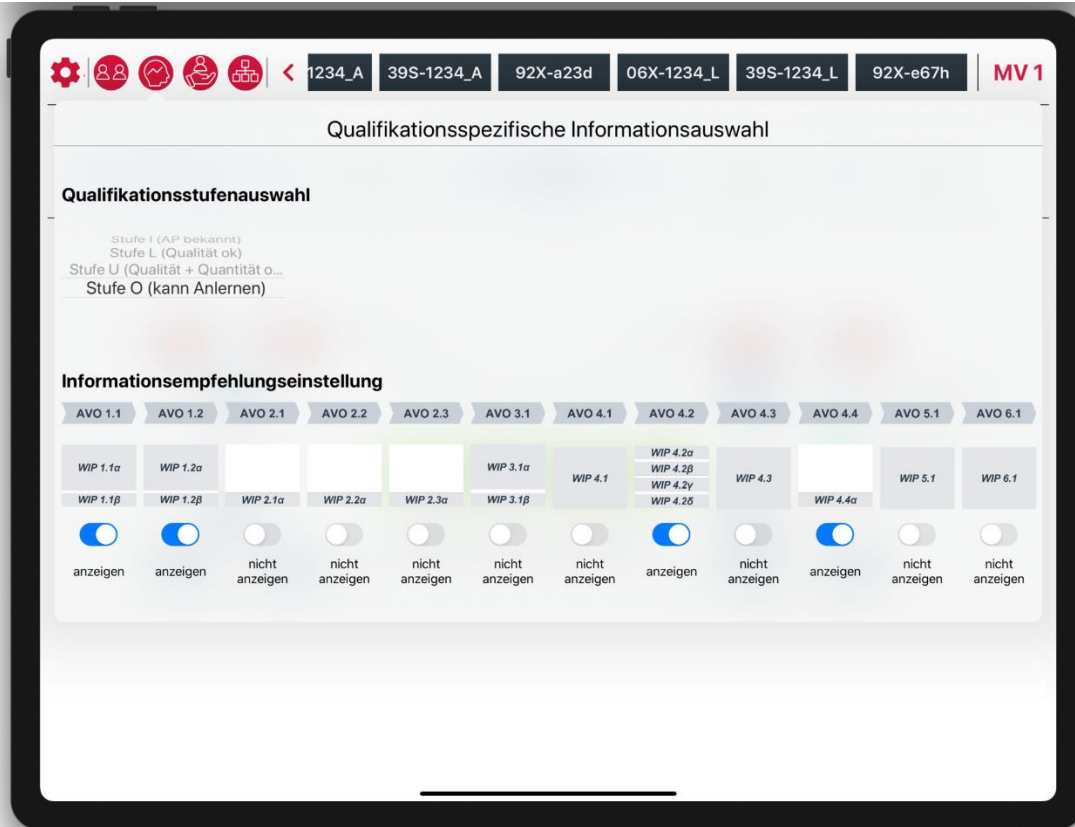 1234_A 39S-1234_A 92X-a23d 06X-1234_L 39S-1234_L 92X-e67h MV 1
Qualifikationsspezifische Informationsauswahl
Qualifikationsstufenauswahl
Stufe I (AP bekannt)
Stufe L (Qualität ok)
Stufe U (Qualität + Quantität o...
Stufe O (kann Anlernen)
Informationsempfehlungseinstellung
AVO 1.1 AVO 1.2 AVO 2.1 AVO 2.2 AVO 2.3 AVO 3.1 AVO 4.1 AVO 4.2 AVO 4.3 AVO 4.4 AVO 5.1 AVO 6.1
WIP 4.2α
WIP 1.1α WIP 1.2α WIP 3.1α WIP 4.2β
WIP 4.1 WIP 4.3 WIP 5.1 WIP 6.1
WIP 4.2γ
WIP 1.1β WIP 1.2β WIP 2.1α WIP 2.2α WIP 2.3α WIP 3.1β WIP 4.2δ WIP 4.4α
anzeigen anzeigen nicht anzeigen nicht anzeigen nicht anzeigen nicht anzeigen nicht anzeigen anzeigen nicht anzeigen anzeigen nicht anzeigen nicht anzeigen